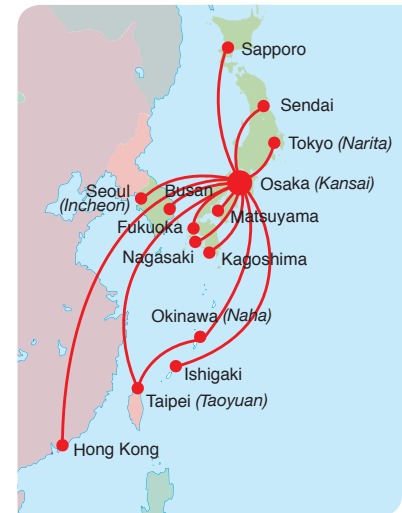 Sapporo
Sendai
Tokyo (Narita)
Osaka (Kansai)
Seoul
(Incheon)
Busan
Matsuyama
Fukuoka
Nagasaki
Kagoshima
Okinawa (Naha)
Ishigaki
Taipei (Taoyuan)
Hong Kong